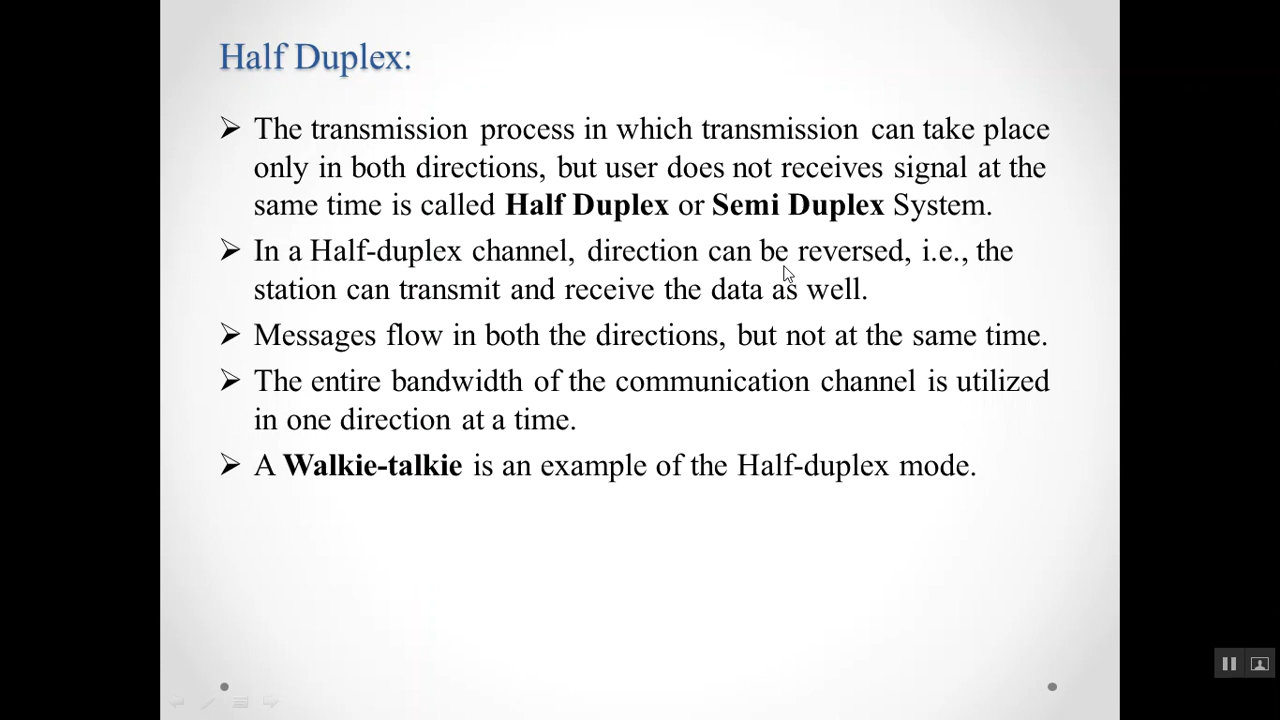 Half Duplex:
The transmission process in which transmission can take place
only in both directions, but user does not receives signal at the
same time is called Half Duplex or Semi Duplex System.
In a Half-duplex channel, direction can be reversed, i.e., the
station can transmit and receive the data as well.
Messages flow in both the directions, but not at the same time.
The entire bandwidth of the communication channel is utilized
in one direction at a time.
A Walkie-talkie is an example of the Half-duplex mode.